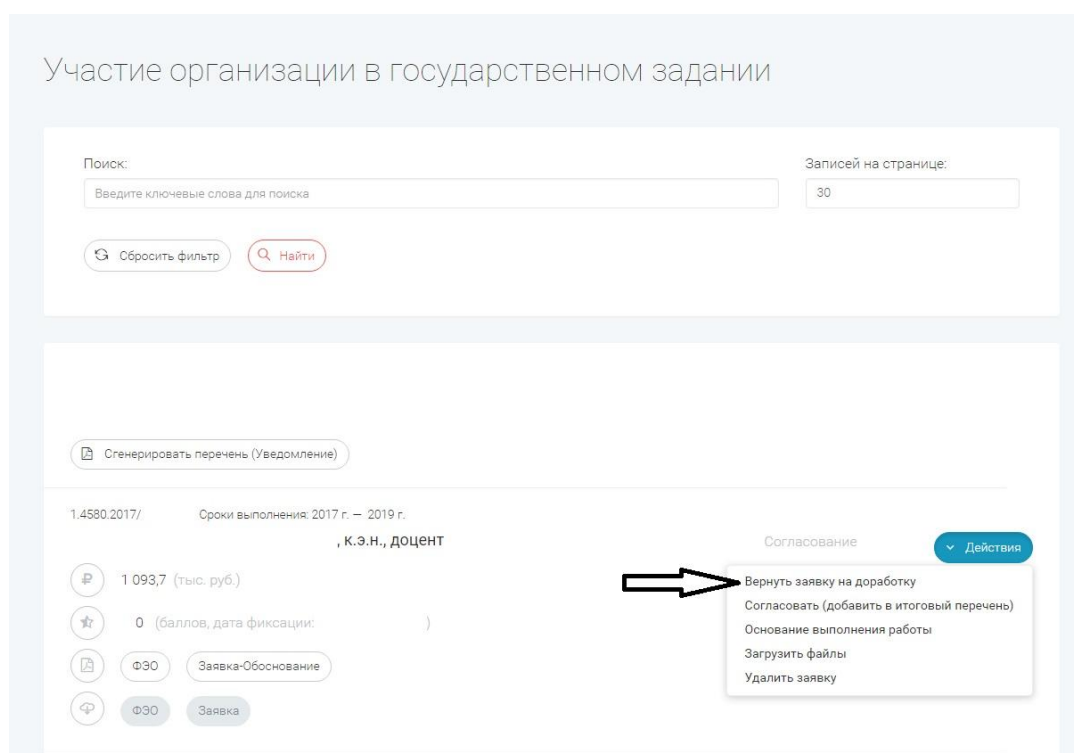 Участие организации в государственном задании
Поиск:
Записей на странице:
Введите ключевые слова для поиска
30
Сбросить фильтр
Найти
Сгенерировать перечень (Уведомление)
1.4580.2017/ Сроки выполнения: 2017 г. — 2019 г.
, к.э.н., доцент
Согласование
Действия
1 093,7 (тыс. руб.)
0 (баллов, дата фиксации: )
ФЭО
Заявка-Обоснование
ФЭО
Заявка
Вернуть заявку на доработку
Согласовать (добавить в итоговый перечень)
Основание выполнения работы
Загрузить файлы
Удалить заявку